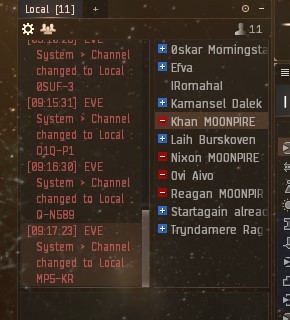 Local [11]
11
System > Channel
changed to Local :
0SUF-3
[09:15:31] EVE
System > Channel
changed to Local :
Q1Q-P1
[09:16:30] EVE
System > Channel
changed to Local :
Q-N589
[09:17:23] EVE
System > Channel
changed to Local :
MP5-KR
Øskar Morningsta
Efva
IRomahal
Kamansel Dalek
Khan MOONPIRE
Laih Burskoven
Nixon MOONPIRE
Ovi Aivo
Reagan MOONPIR
Startagain alread
Tryndamere Rag